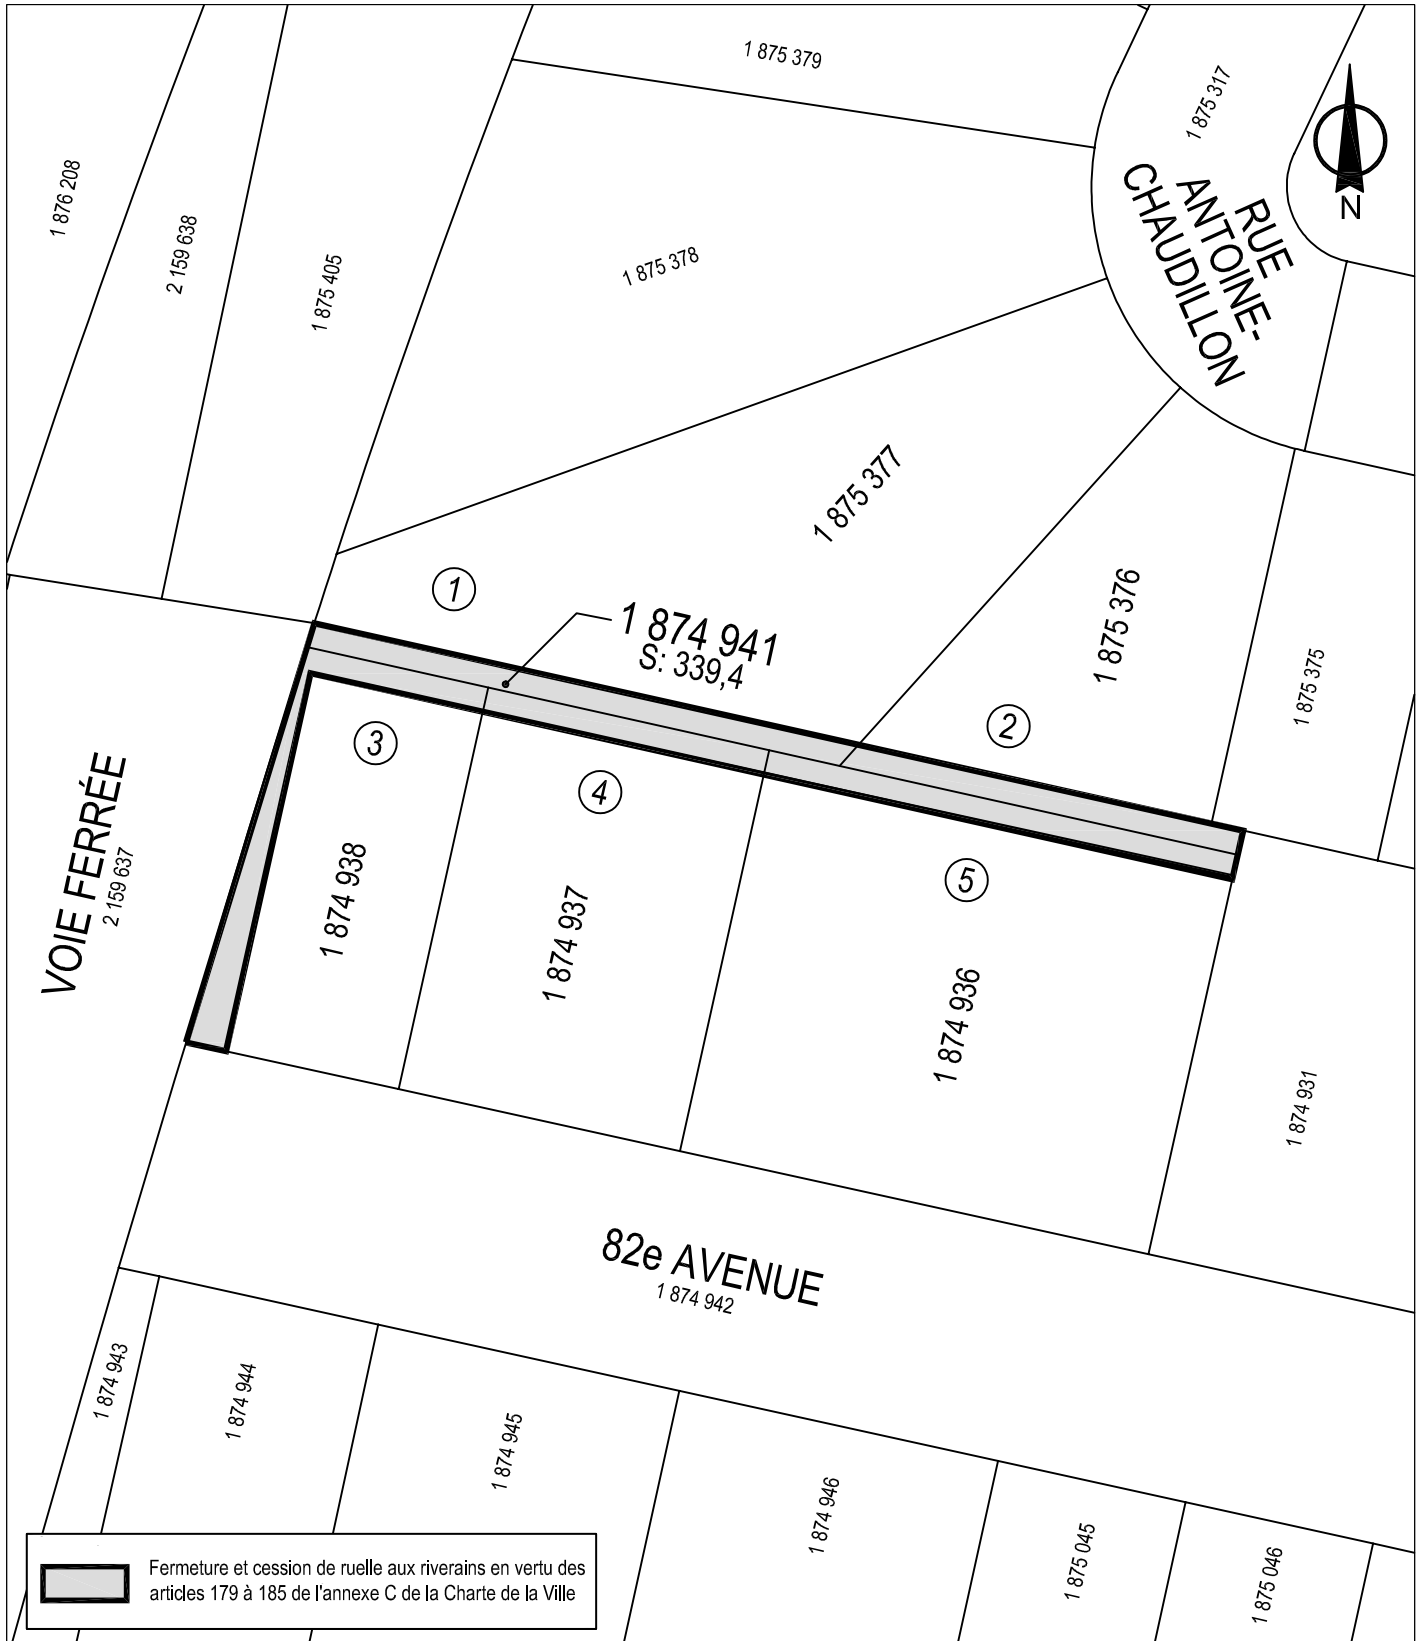 1 875 379
1 875 317
1 876 208
2 159 638
1 875 405
1 875 378
RUE
ANTOINE-
CHAUDILLON
N
1 875 377
1 875 376
1 875 375
1
1 874 941
S: 339,4
2
3
4
5
VOIE FERRÉE
2 159 637
1 874 938
1 874 937
1 874 936
1 874 931
82e AVENUE
1 874 942
1 874 943
1 874 944
1 874 945
1 874 946
1 875 045
1 875 046
Fermeture et cession de ruelle aux riverains en vertu des
articles 179 à 185 de l'annexe C de la Charte de la Ville